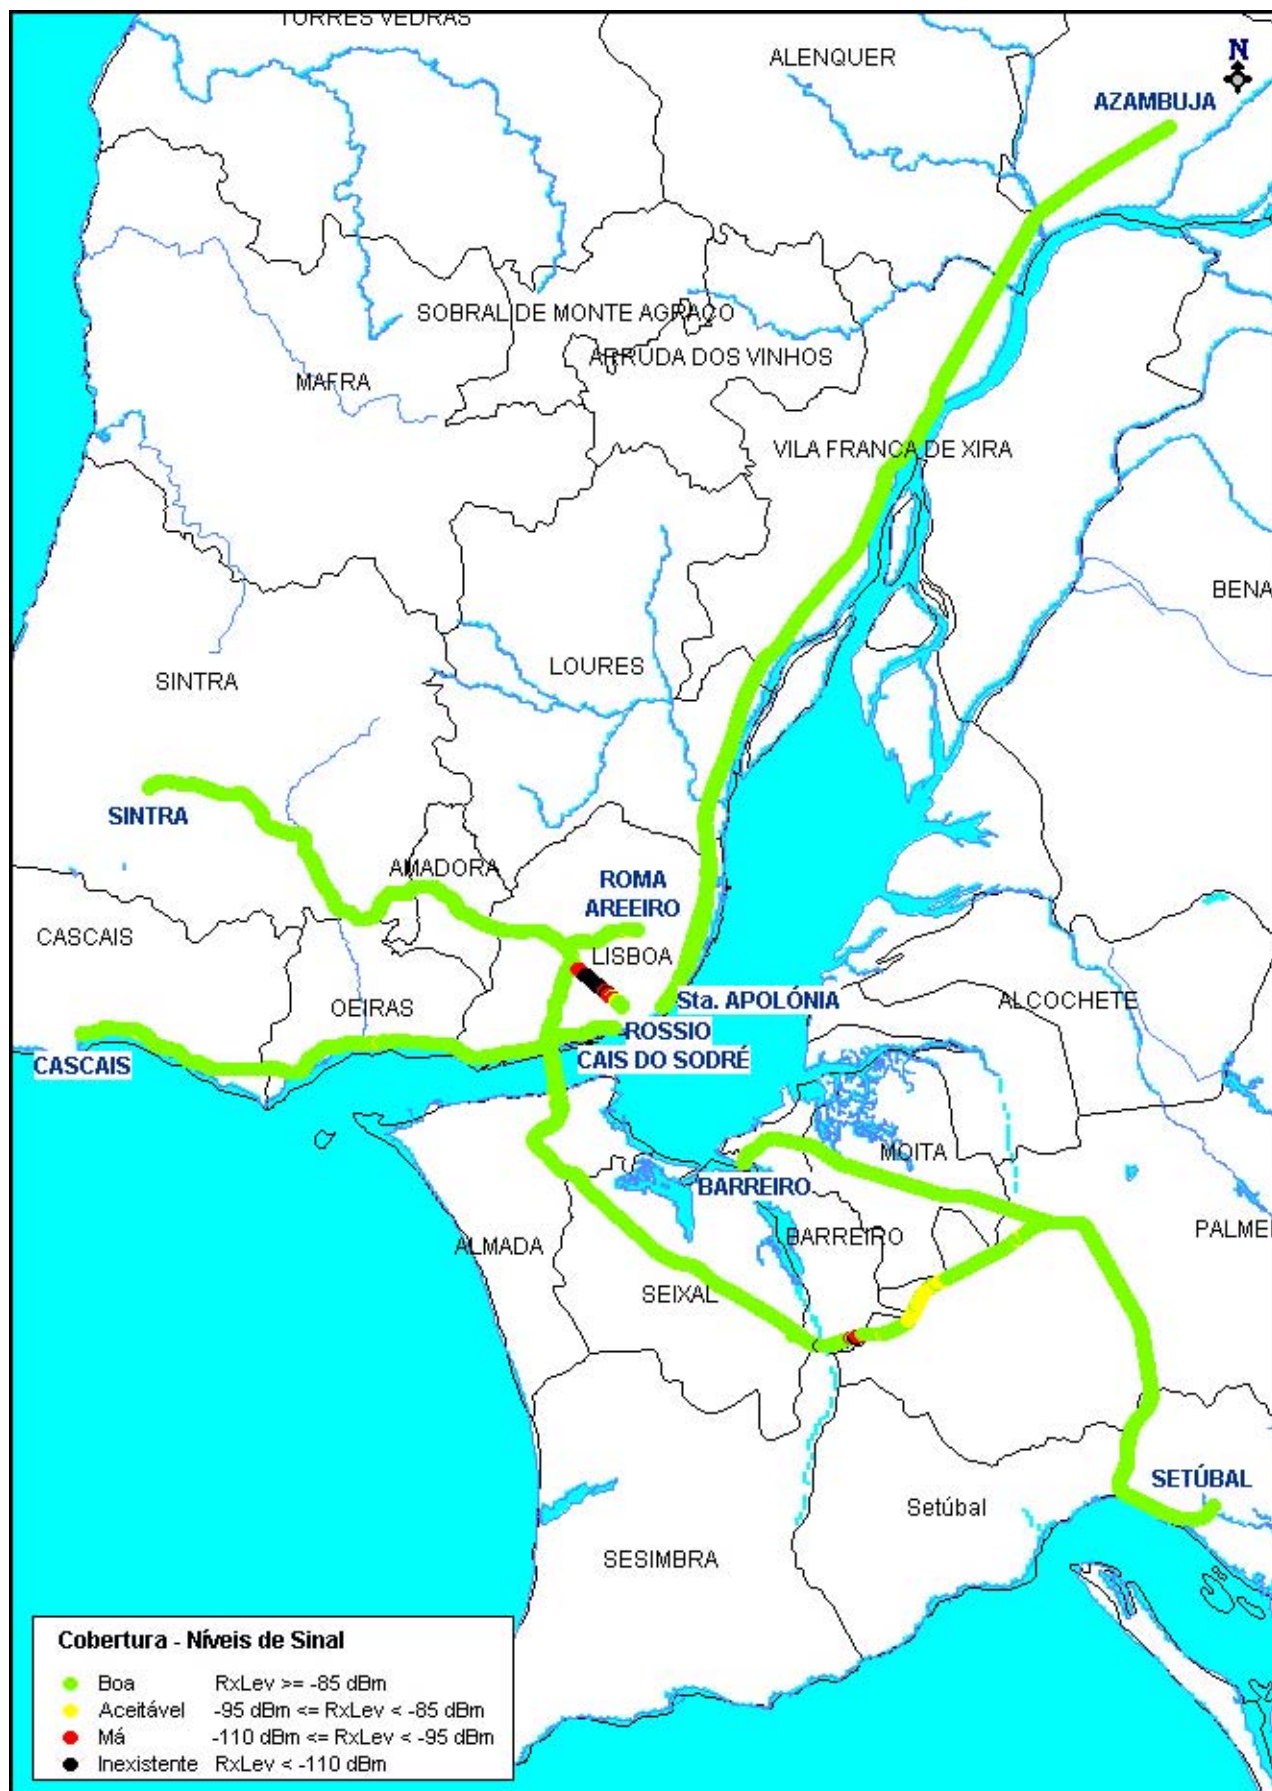 TORRES VEDRAS
ALENQUER
N
AZAMBUJA
SOBRAL DE MONTE AGRAÇO
ARRUDA DOS VINHOS
MAFRA
VILA FRANCA DE XIRA
BENA
LOURES
SINTRA
SINTRA
AMADORA
ROMA
AREEIRO
CASCAIS
LISBOA
OEIRAS
Sta. APOLÓNIA
ALCOCHETE
ROSSIO
CAIS DO SODRÉ
CASCAIS
MOITA
BARREIRO
PALME
BARREIRO
ALMADA
SEIXAL
SETÚBAL
Setúbal
SESIMBRA
Cobertura - Níveis de Sinal
Boa RxLev >= -85 dBm
Aceitável -95 dBm <= RxLev < -85 dBm
Má -110 dBm <= RxLev < -95 dBm
Inexistente RxLev < -110 dBm